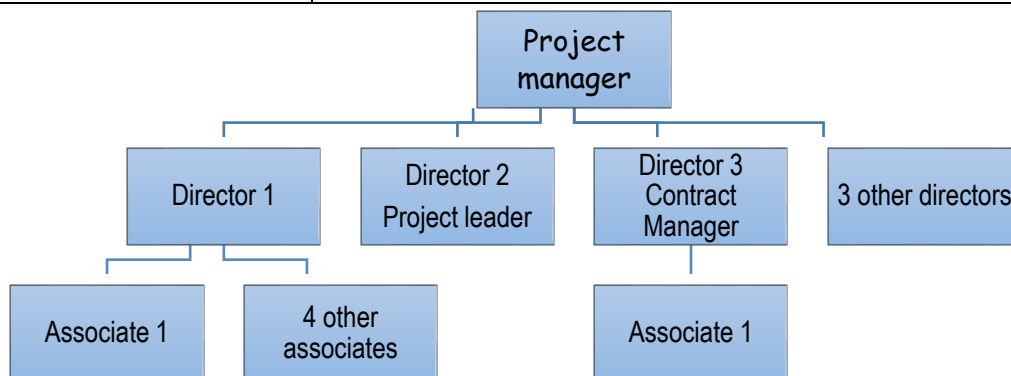 Project
manager
Director 1
Director 2
Project leader
Director 3
Contract
Manager
3 other directors
Associate 1
4 other
associates
Associate 1